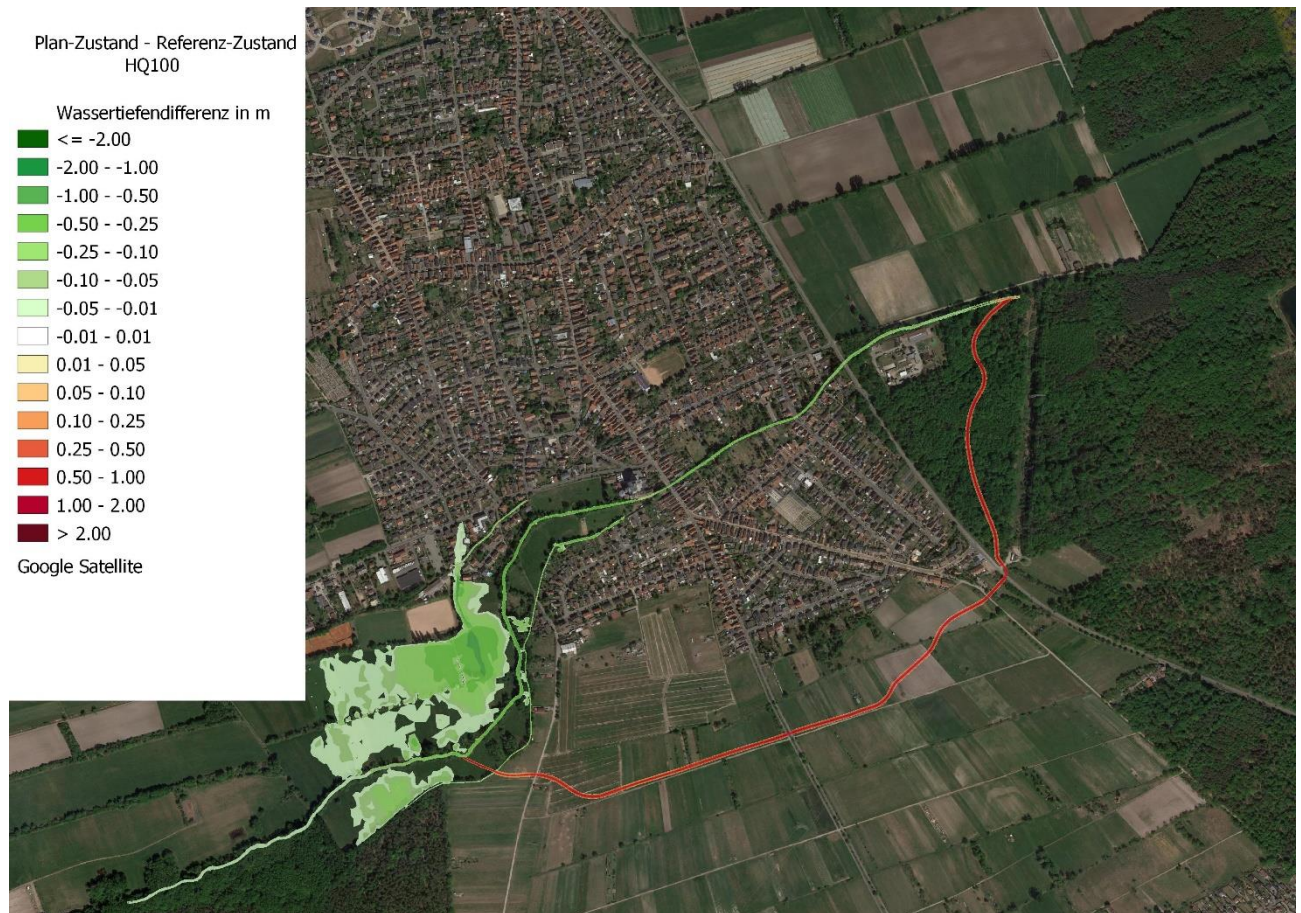 Plan-Zustand - Referenz-Zustand
HQ100
Wassertiefendifferenz in m
<= -2.00
-2.00 - -1.00
-1.00 - -0.50
-0.50 - -0.25
-0.25 - -0.10
-0.10 - -0.05
-0.05 - -0.01
-0.01 - 0.01
0.01 - 0.05
0.05 - 0.10
0.10 - 0.25
0.25 - 0.50
0.50 - 1.00
1.00 - 2.00
> 2.00
Google Satellite